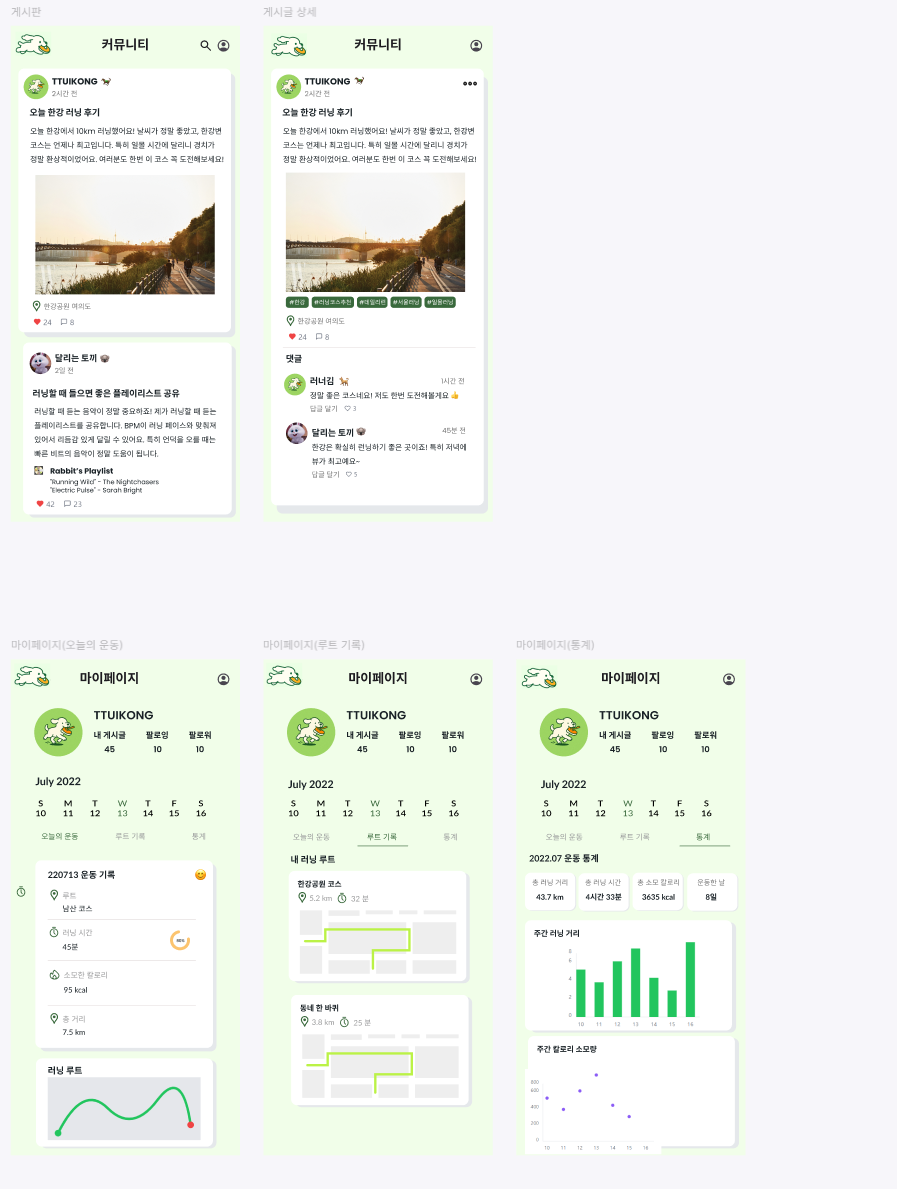 게시판
커뮤니티
TTUIKONG
2시간 전
오늘 한강 러닝 후기
오늘 한강에서 10km 러닝했어요! 날씨가 정말 좋았고, 한강변
코스는 언제나 최고입니다. 특히 일몰 시간에 달리니 경치가
정말 환상적이었어요. 여러분도 한번 이 코스 꼭 도전해보세요!
한강공원 여의도
24 8
달리는 토끼
2일 전
러닝할 때 들으면 좋은 플레이리스트 공유
러닝할 때 듣는 음악이 정말 중요하죠! 제가 러닝할 때 듣는
플레이리스트를 공유합니다. BPM이 러닝 페이스와 맞춰져
있어서 리듬감 있게 달릴 수 있어요. 특히 언덕을 오를 때는
빠른 비트의 음악이 정말 도움이 됩니다.
Rabbit's Playlist
"Running Wild" - The Nightchasers
"Electric Pulse" - Sarah Bright
42 23
게시글 상세
커뮤니티
TTUIKONG
2시간 전
오늘 한강 러닝 후기
오늘 한강에서 10km 러닝했어요! 날씨가 정말 좋았고, 한강변
코스는 언제나 최고입니다. 특히 일몰 시간에 달리니 경치가
정말 환상적이었어요. 여러분도 한번 이 코스 꼭 도전해보세요!
#한강 #러닝코스추천 #데일리런 #서울러닝 #일몰러닝
한강공원 여의도
24 8
댓글
러너김 1시간 전
정말 좋은 코스네요! 저도 한번 도전해볼게요 👍
답글 달기 3
달리는 토끼 45분 전
한강은 확실히 런닝하기 좋은 곳이죠! 특히 저녁에
뷰가 최고예요~
답글 달기 5
마이페이지(오늘의 운동)
마이페이지
TTUIKONG
내 게시글 팔로잉 팔로워
45 10 10
July 2022
S M T W T F S
10 11 12 13 14 15 16
오늘의 운동 루트 기록 통계
220713 운동 기록
루트
남산 코스
러닝 시간
45분
소모한 칼로리
95 kcal
총 거리
7.5 km
러닝 루트
마이페이지(루트 기록)
마이페이지
TTUIKONG
내 게시글 팔로잉 팔로워
45 10 10
July 2022
S M T W T F S
10 11 12 13 14 15 16
오늘의 운동 루트 기록 통계
내 러닝 루트
한강공원 코스
5.2 km 32 분
동네 한 바퀴
3.8 km 25 분
마이페이지(통계)
마이페이지
TTUIKONG
내 게시글 팔로잉 팔로워
45 10 10
July 2022
S M T W T F S
10 11 12 13 14 15 16
오늘의 운동 루트 기록 통계
2022.07 운동 통계
총 러닝 거리 총 러닝 시간 총 소모 칼로리 운동한 날
43.7 km 4시간 33분 3635 kcal 8일
주간 러닝 거리
8
6
4
2
0
10 11 12 13 14 15 16
주간 칼로리 소모량
800
600
400
200
0
10 11 12 13 14 15 16